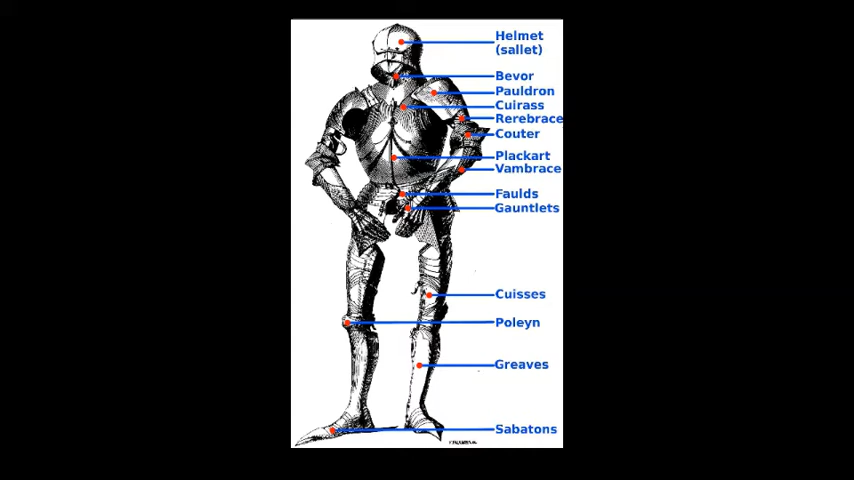 Helmet
(sallet)
Bevor
Pauldron
Cuirass
Rerebrace
Couter
Plackart
Vambrace
Faulds
Gauntlets
Cuisses
Poleyn
Greaves
Sabatons